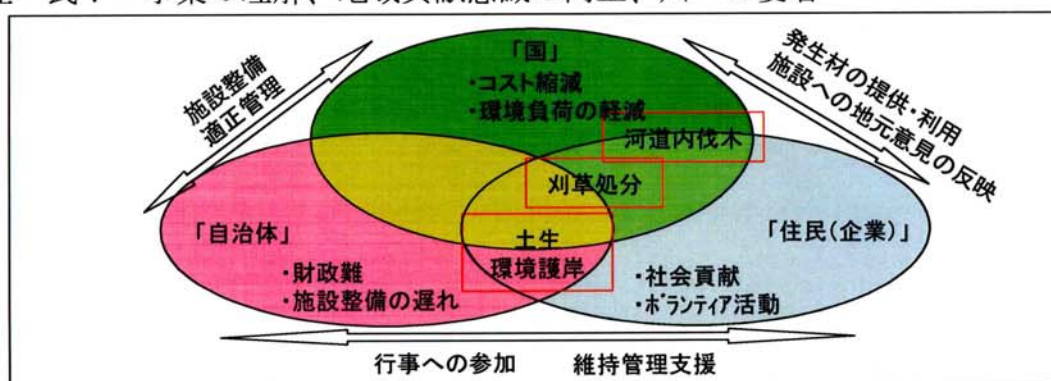 「国」
・コスト縮減
・環境負荷の軽減
河道内伐木
刈草処分
施設整備
適正管理
発生材の提供・利用
施設への地元意見の反映
「自治体」
・財政難
・施設整備の遅れ
土生
環境護岸
「住民(企業)」
・社会貢献
・ボランティア活動
行事への参加 維持管理支援